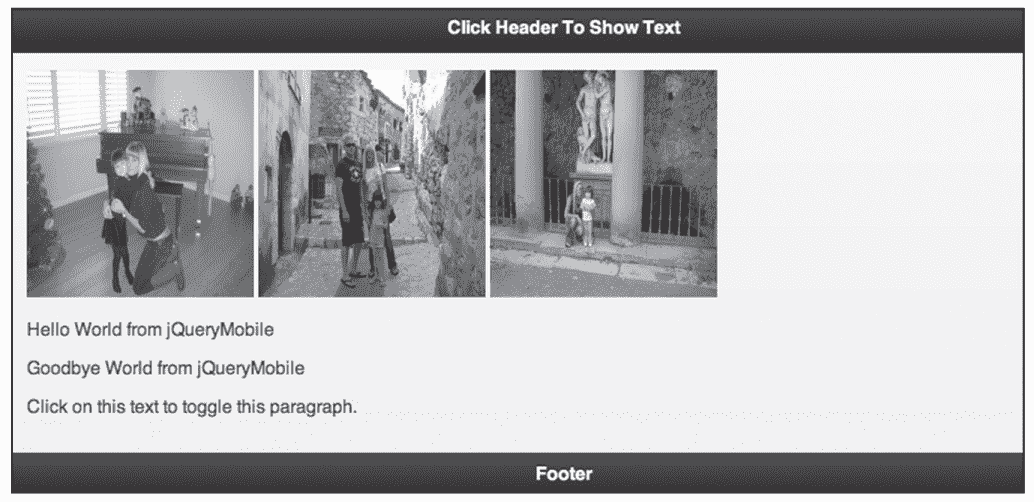 Click Header To Show Text
Hello World from jQueryMobile
Goodbye World from jQueryMobile
Click on this text to toggle this paragraph.
Footer